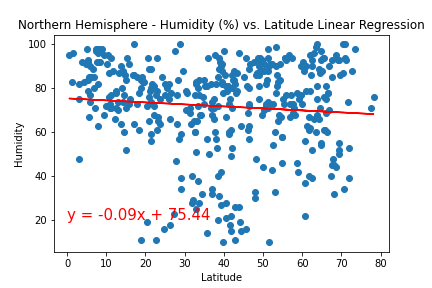 Northern Hemisphere - Humidity (%) vs. Latitude Linear Regression
100
80
60
40
20
Humidity
y = -0.09x + 75.44
0 10 20 30 40 50 60 70 80
Latitude